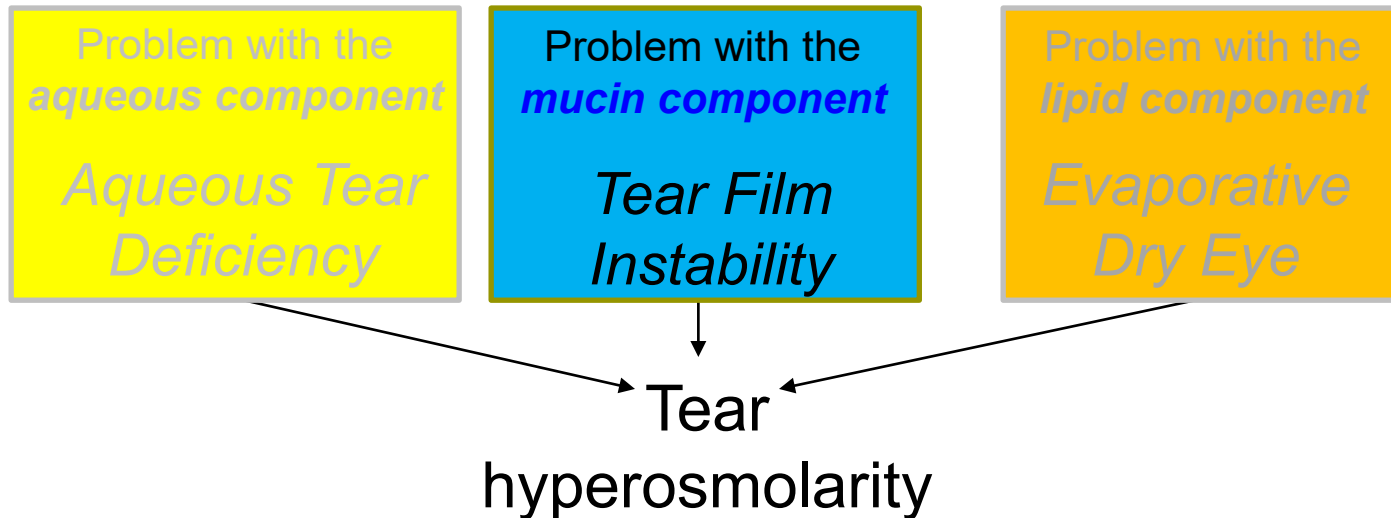 Problem with the
aqueous component
Aqueous Tear
Deficiency
Problem with the
mucin component
Tear Film
Instability
Problem with the
lipid component
Evaporative
Dry Eye
Tear
hyperosmolarity